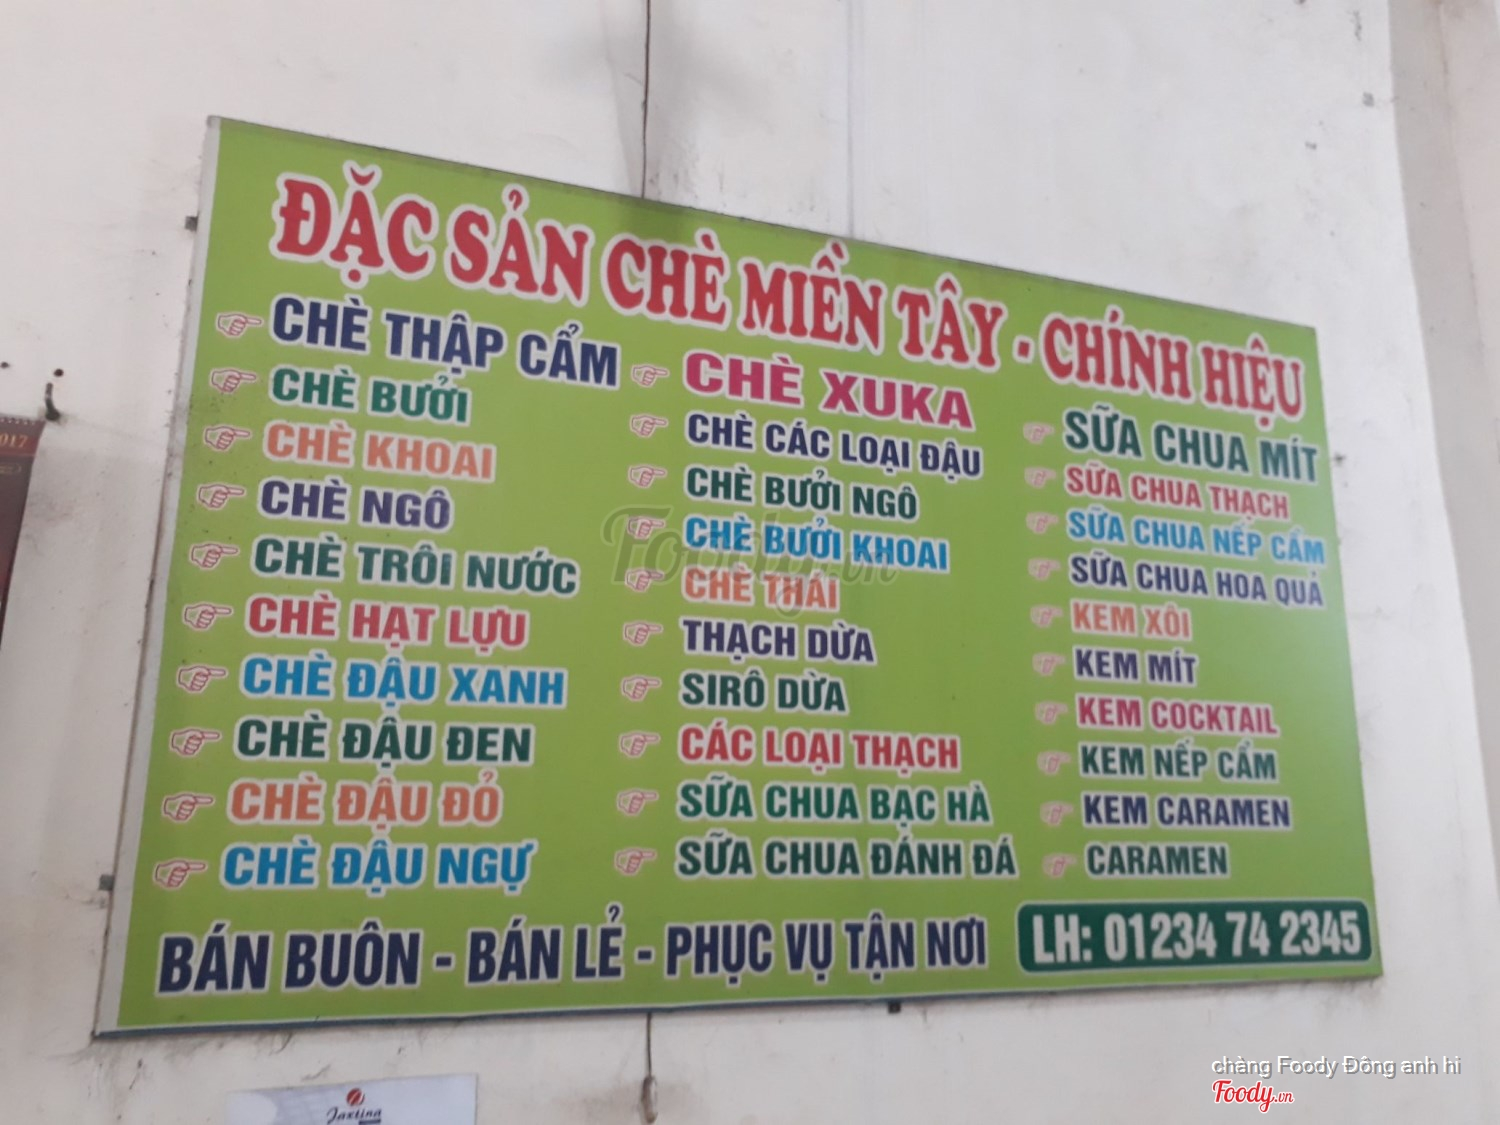 ĐẶC SẢN CHÈ MIỀN TÂY - CHÍNH HIỆU
CHÈ THẬP CẨM
CHÈ BƯỞI
CHÈ KHOAI
CHÈ NGÔ
CHÈ TRÔI NƯỚC
CHÈ HẠT LỰU
CHÈ ĐẬU XANH
CHÈ ĐẬU ĐEN
CHÈ ĐẬU ĐỎ
CHÈ ĐẬU NGỰ
CHÈ XUKA
CHÈ CÁC LOẠI ĐẬU
CHÈ BƯỞI NGÔ
CHÈ BƯỞI KHOAI
CHÈ THÁI
THẠCH DỪA
SIRÔ DỪA
CÁC LOẠI THẠCH
SỮA CHUA BẠC HÀ
SỮA CHUA ĐÁNH ĐÁ
SỮA CHUA MÍT
SỮA CHUA THẠCH
SỮA CHUA NẾP CẨM
SỮA CHUA HOA QUẢ
KEM XÔI
KEM MÍT
KEM COCKTAIL
KEM NẾP CẨM
KEM CARAMEN
CARAMEN
BÁN BUÔN - BÁN LẺ - PHỤC VỤ TẬN NƠI
LH: 01234 74 2345
2017
Foody.vn
Jaxtina
chàng Foody Đông anh hi
Foody.vn